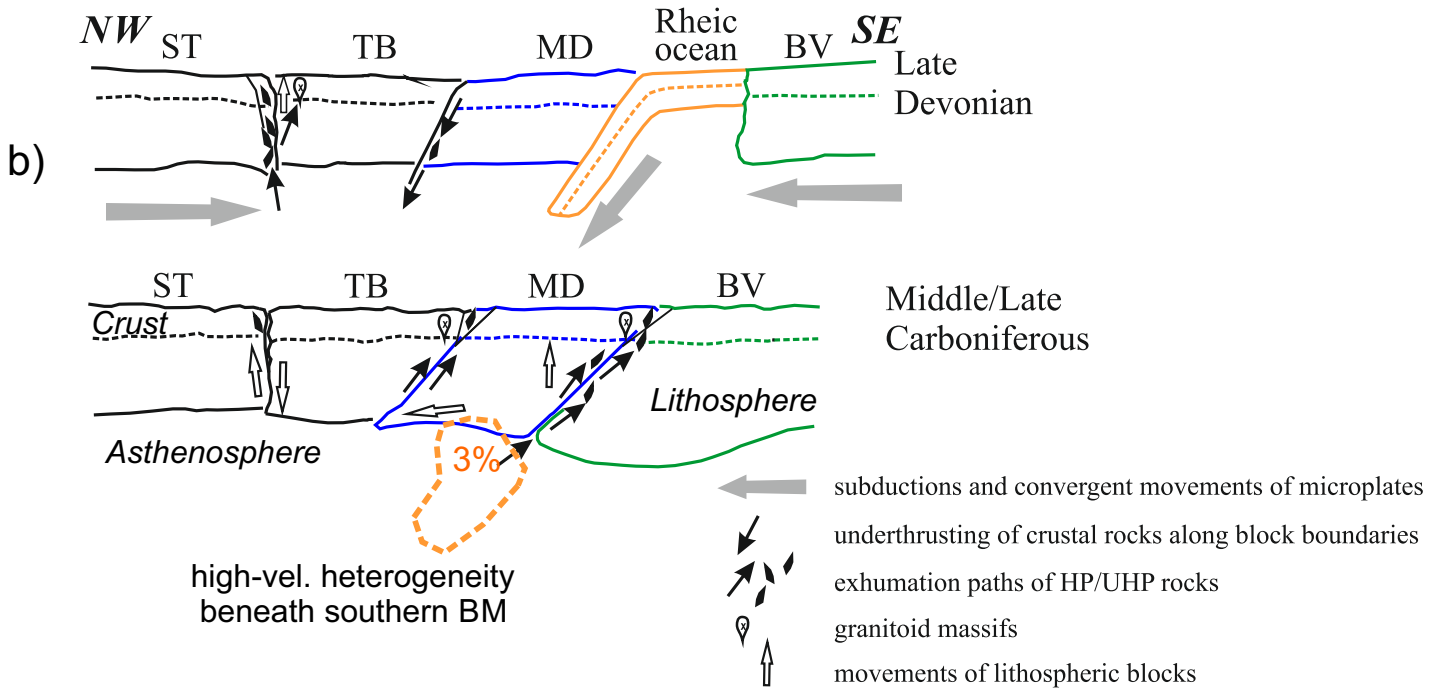 NW ST TB MD Rheic ocean BV SE
Late
Devonian
b)
ST TB MD BV
Middle/Late
Carboniferous
Crust
Lithosphere
Asthenosphere
3%
high-vel. heterogeneity
beneath southern BM
subductions and convergent movements of microplates
underthrusting of crustal rocks along block boundaries
exhumation paths of HP/UHP rocks
x granitoid massifs
movements of lithospheric blocks